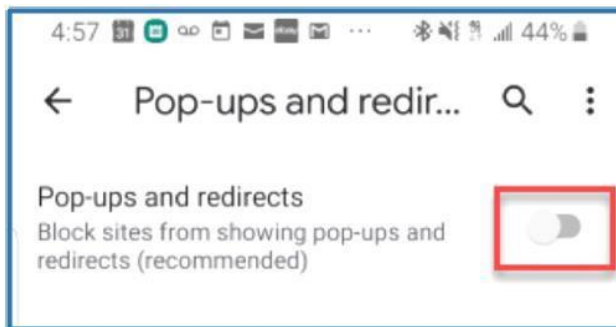 4:57 31 44%
Pop-ups and redir...
Pop-ups and redirects
Block sites from showing pop-ups and
redirects (recommended)